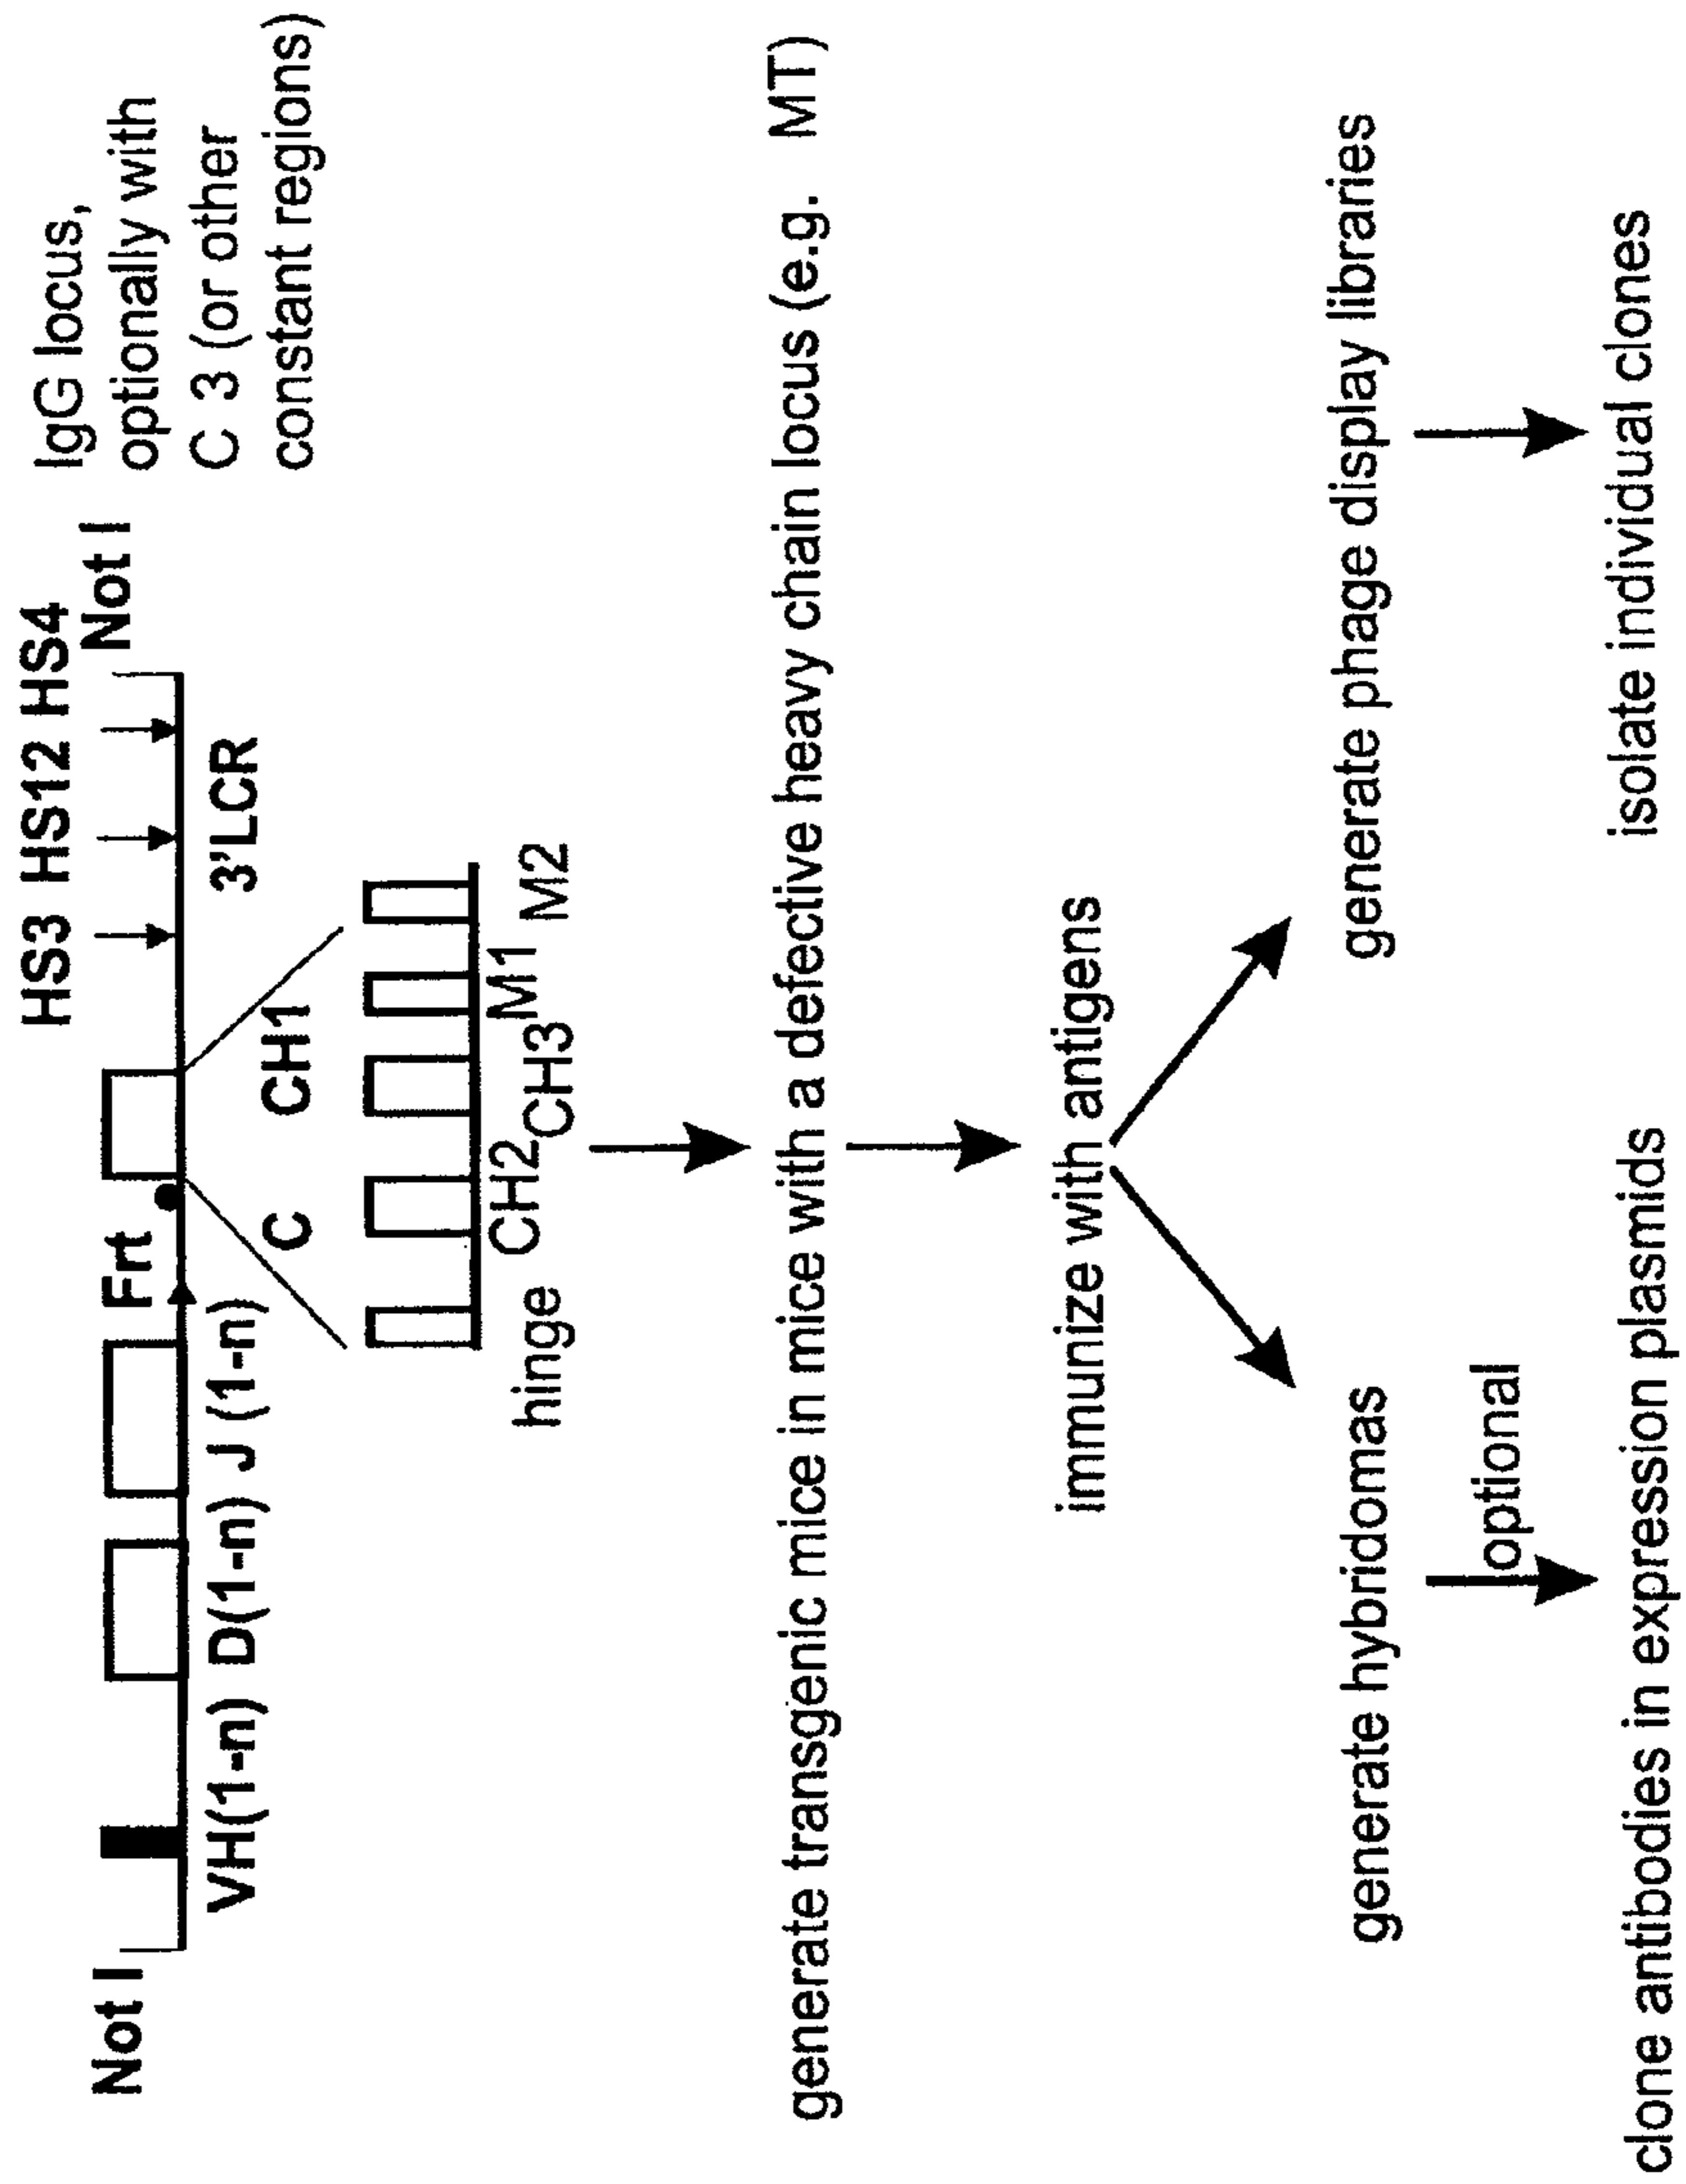 HS3 HS12 HS4
IgG locus,
optionally with
C 3 (or other
constant regions)
Not I
Frt
Not I
VH(1-n) D(1-n) J (1-n)
3'LCR
C CH1
CH2
M1
hinge
CH3
M2
generate transgenic mice in mice with a defective heavy chain locus (e.g. MT)
immunize with antigens
generate hybridomas
generate phage display libraries
optional
clone antibodies in expression plasmids
isolate individual clones